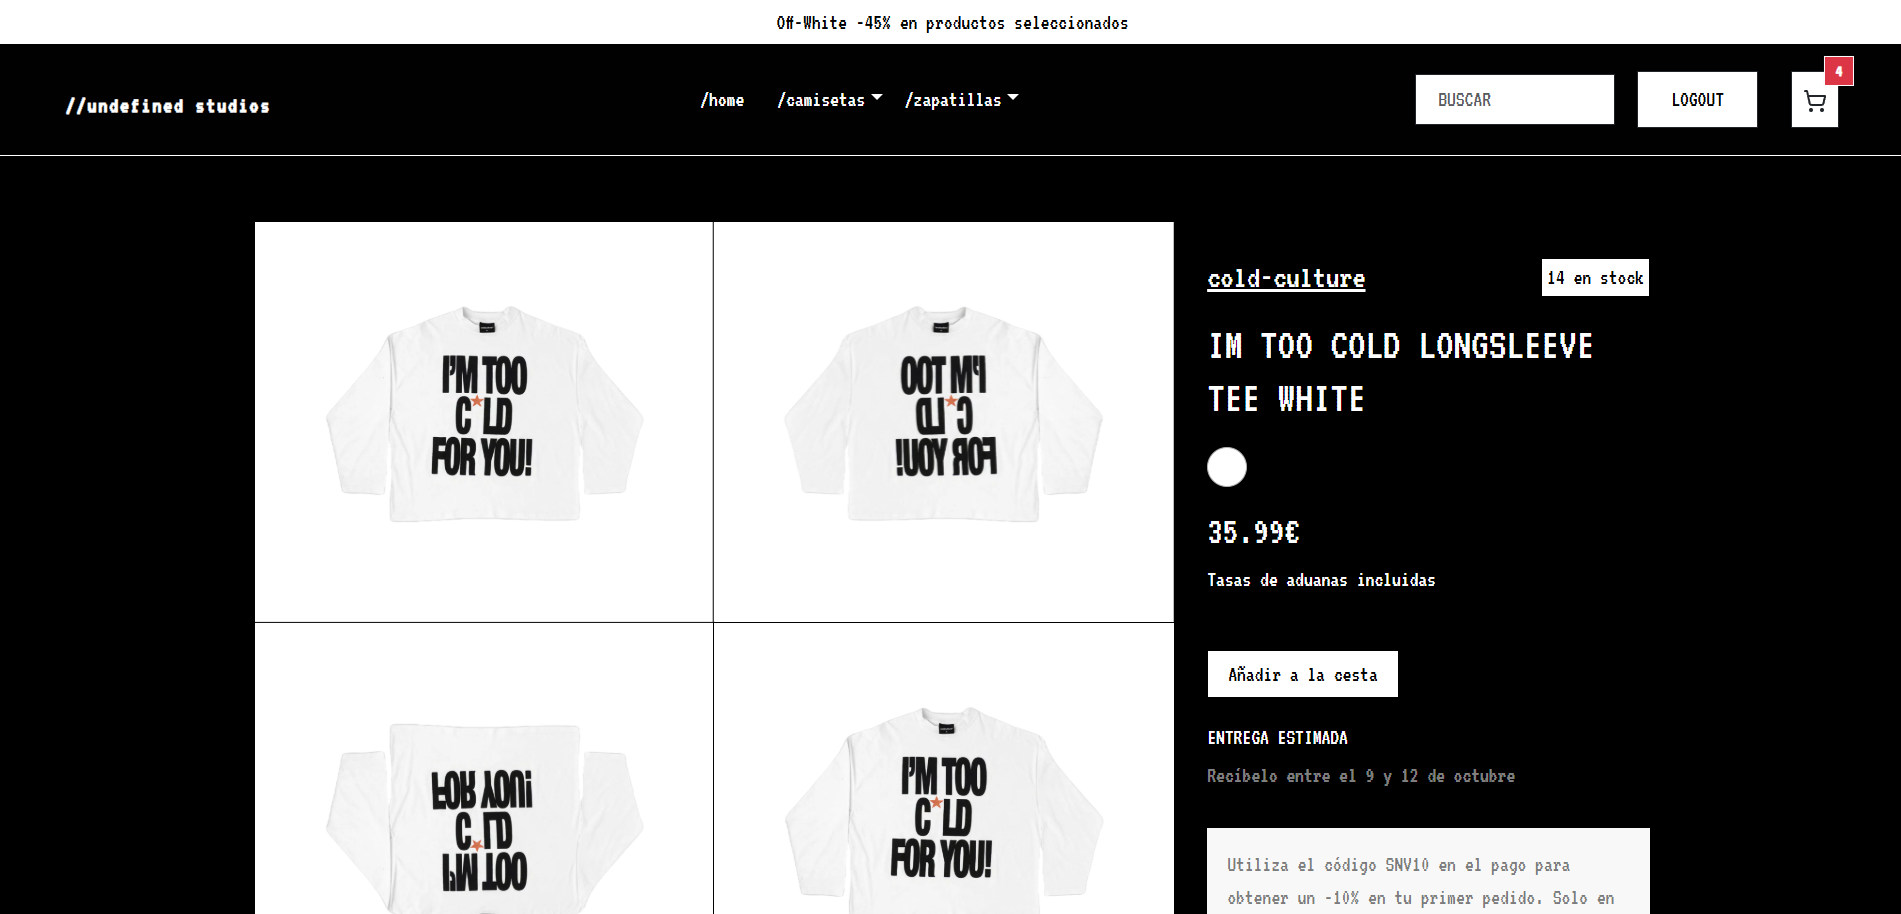 Off-White -45% en productos seleccionados
//undefined studios
/home /camisetas /zapatillas
BUSCAR
LOGOUT
4
I'M TOO
C★LD
FOR YOU!
I'M TOO
C★LD
FOR YOU!
cold-culture
14 en stock
IM TOO COLD LONGSLEEVE
TEE WHITE
35.99€
Tasas de aduanas incluidas
Añadir a la cesta
ENTREGA ESTIMADA
Recíbelo entre el 9 y 12 de octubre
Utiliza el código SNV10 en el pago para
obtener un -10% en tu primer pedido. Solo en
FOR YOU!
C★LD
I'M TOO
I'M TOO
C★LD
FOR YOU!